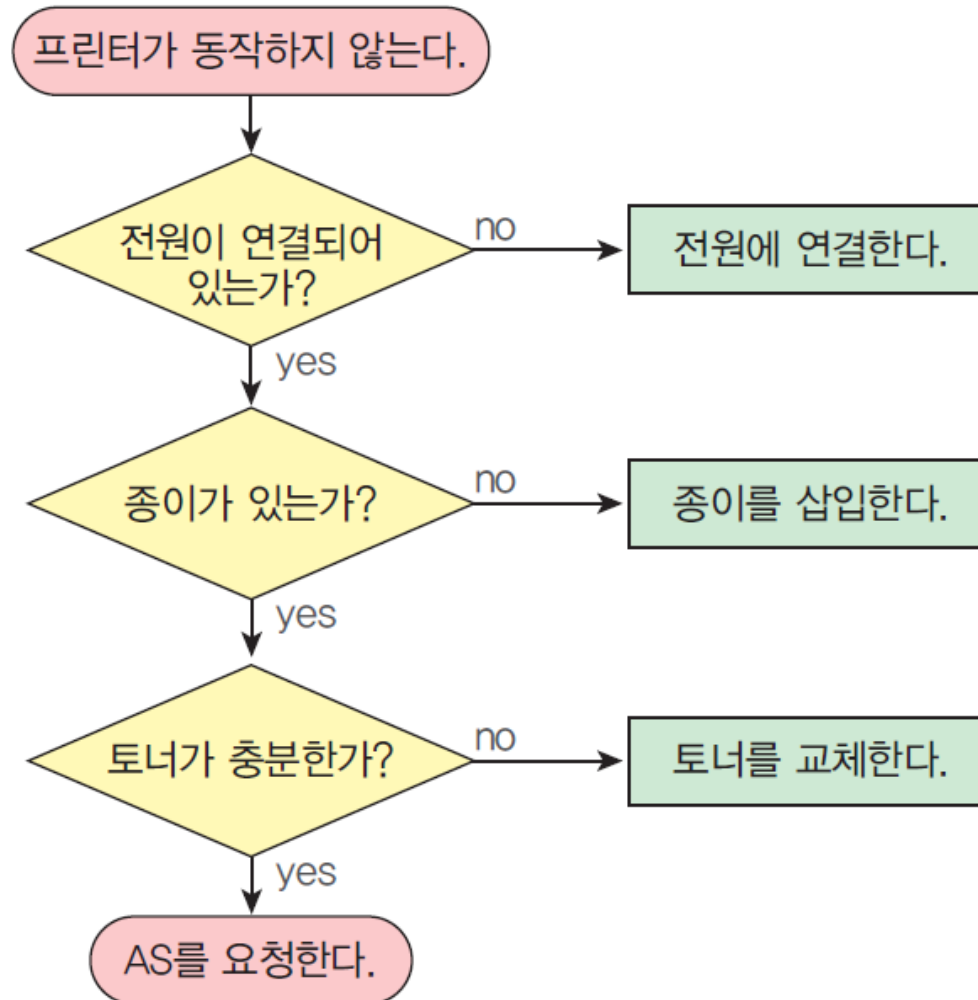 프린터가 동작하지 않는다.
전원이 연결되어
있는가?
no
전원에 연결한다.
yes
종이가 있는가?
no
종이를 삽입한다.
yes
토너가 충분한가?
no
토너를 교체한다.
yes
AS를 요청한다.